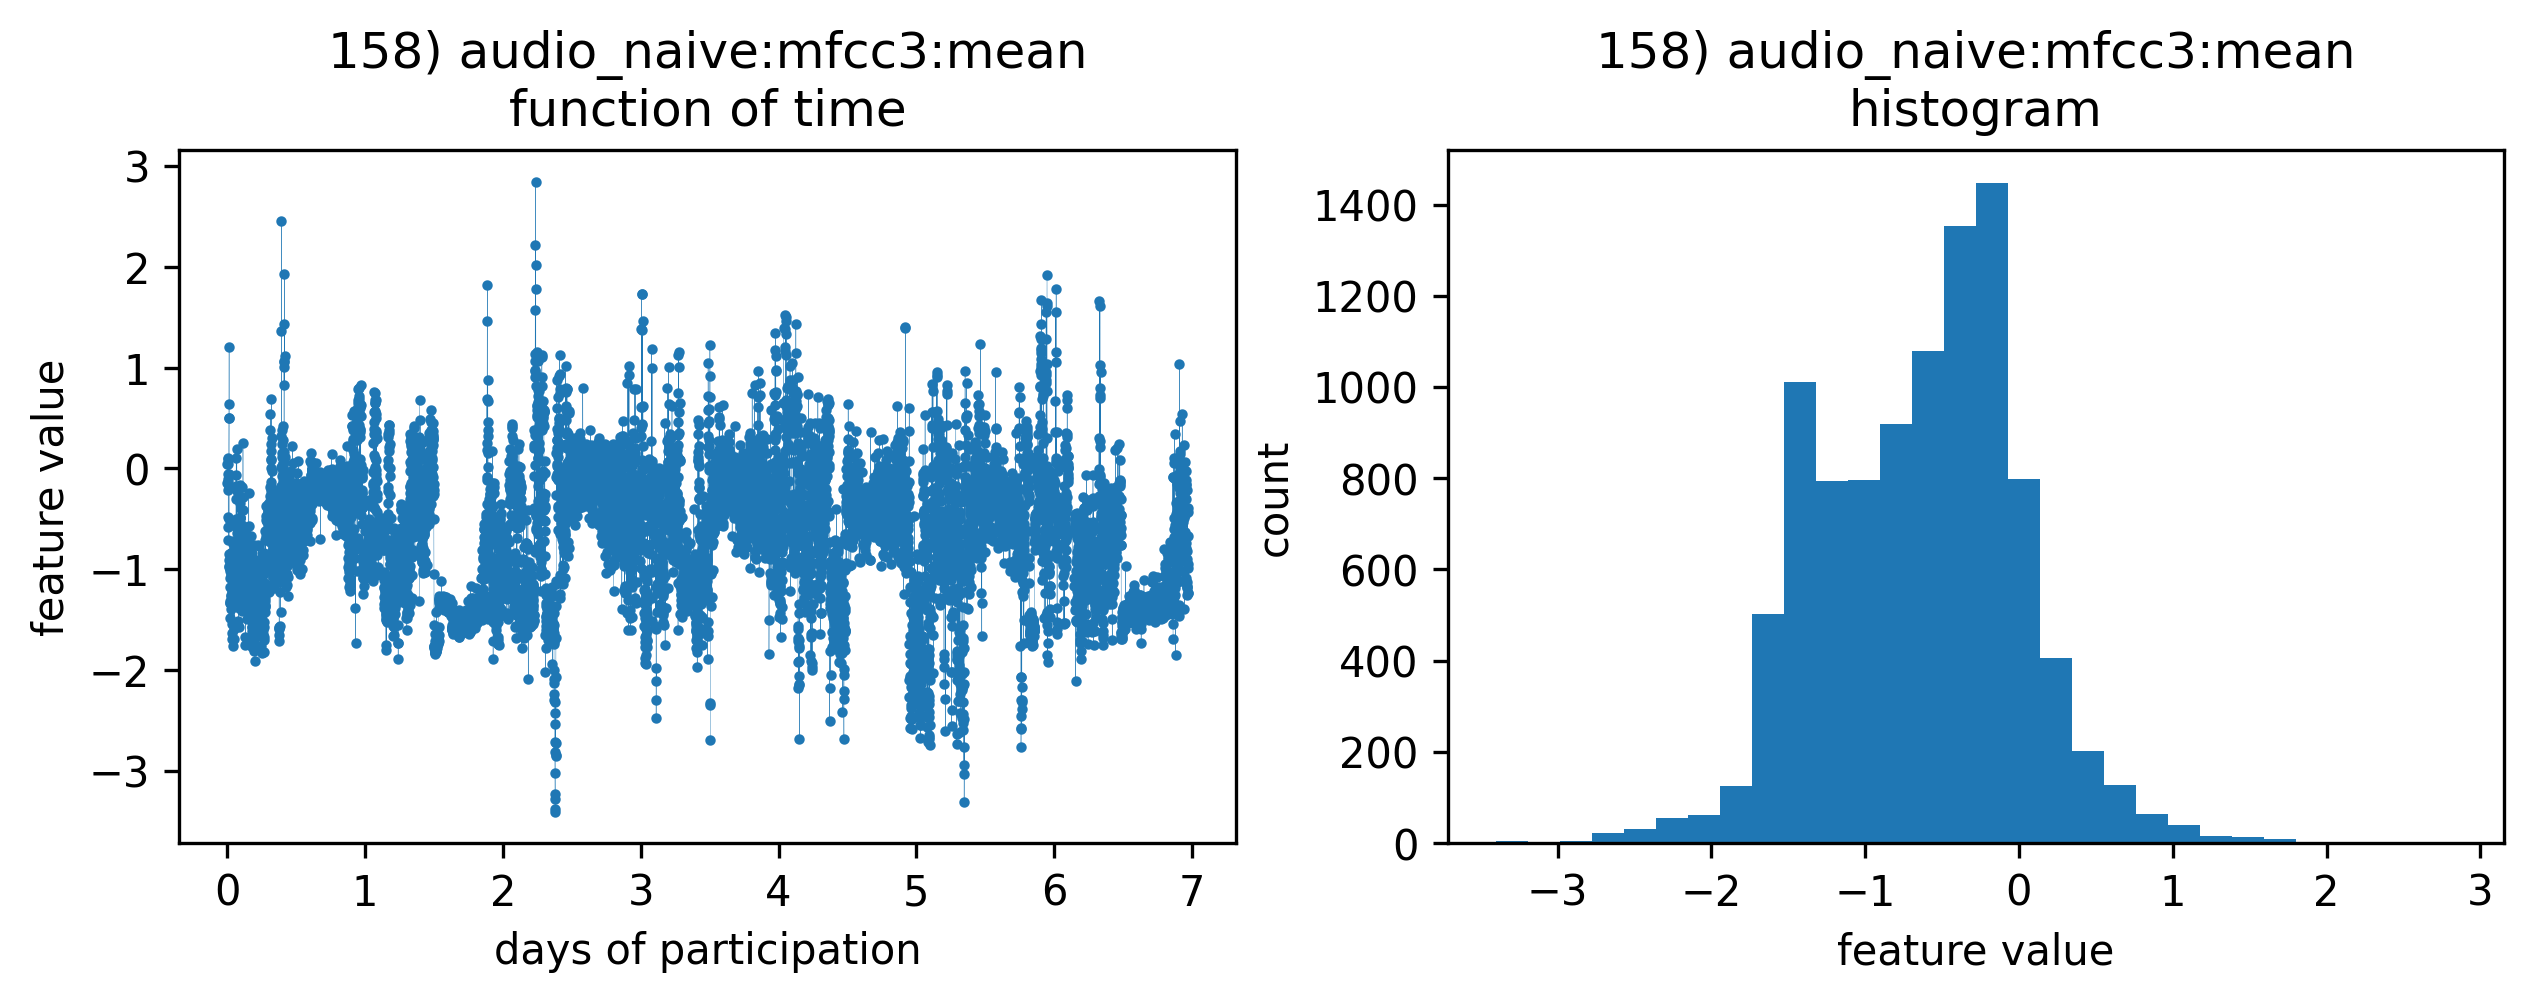 158) audio_naive:mfcc3:mean
function of time
3
2
1
0
−1
−2
−3
feature value
0 1 2 3 4 5 6 7
days of participation
158) audio_naive:mfcc3:mean
histogram
1400
1200
1000
800
600
400
200
0
count
−3 −2 −1 0 1 2 3
feature value